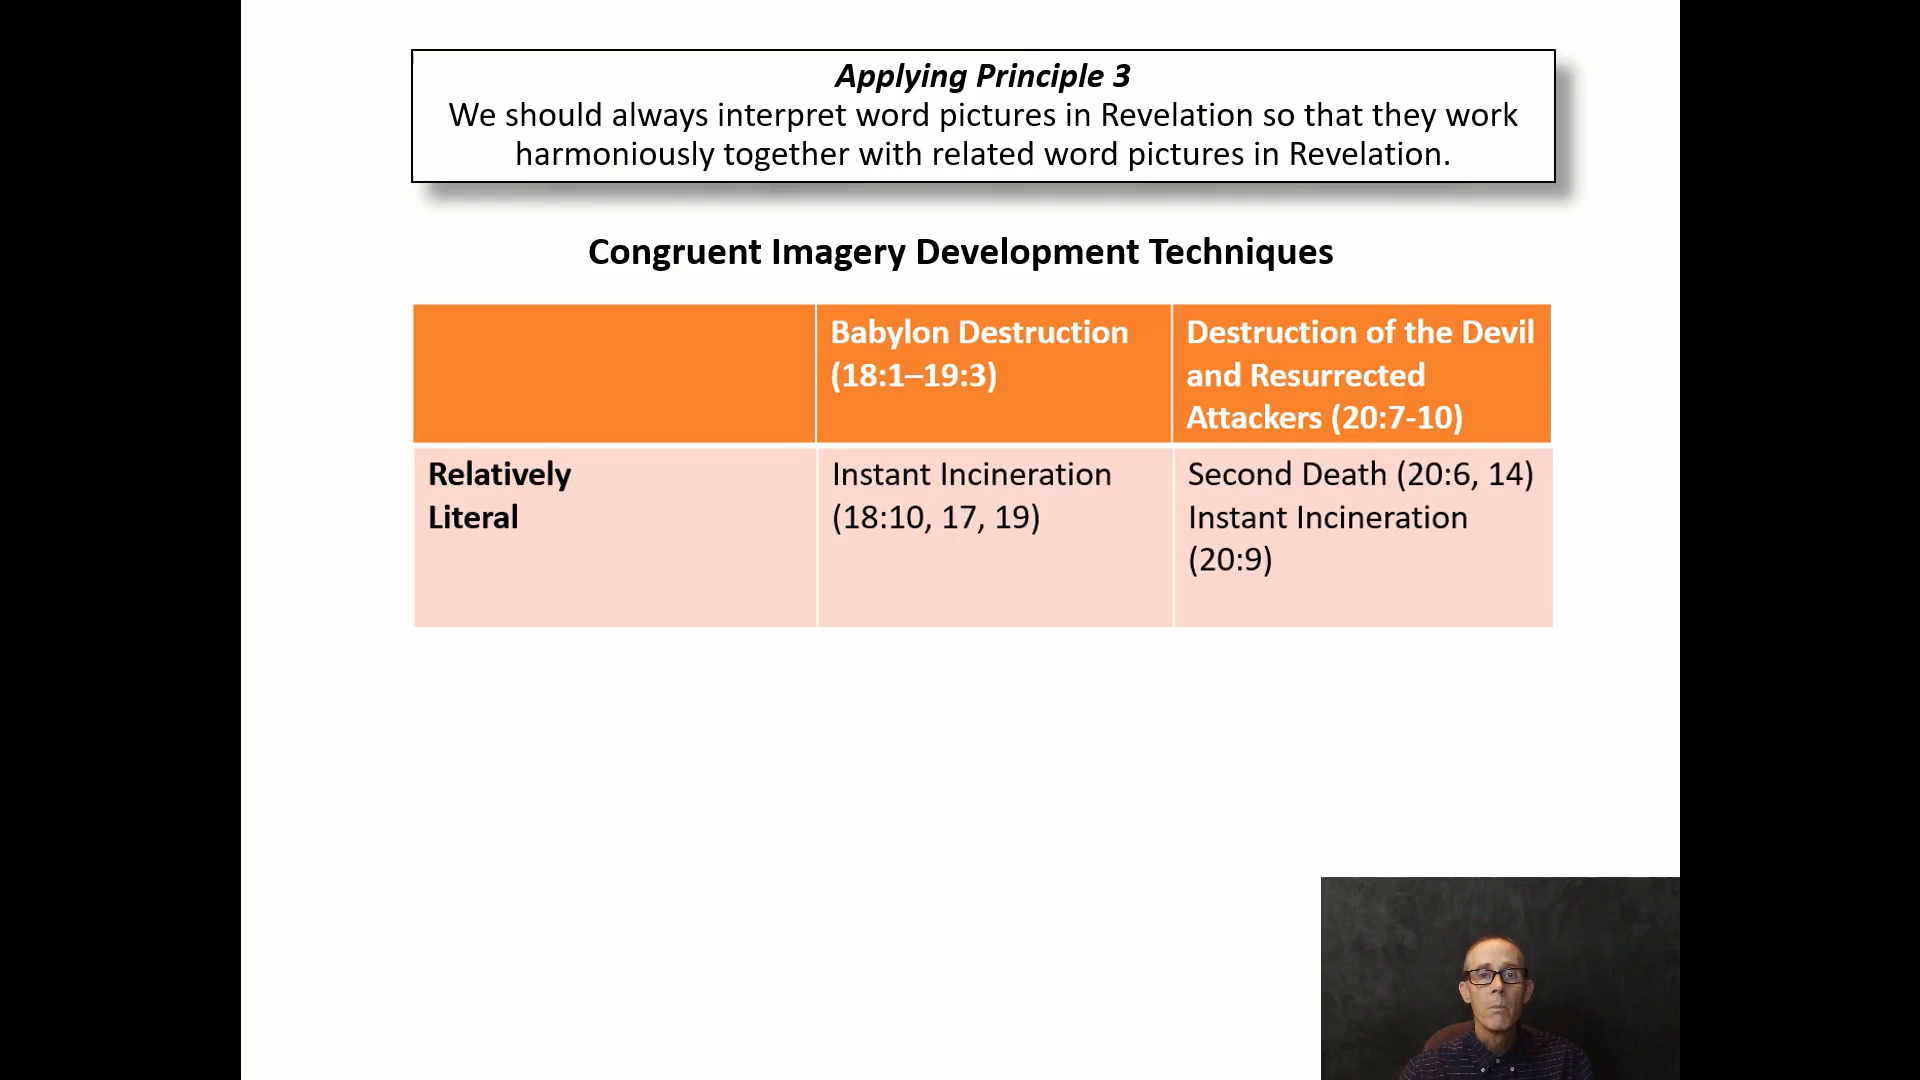 Applying Principle 3
We should always interpret word pictures in Revelation so that they work
harmoniously together with related word pictures in Revelation.
Congruent Imagery Development Techniques
Babylon Destruction
(18:1–19:3)
Destruction of the Devil
and Resurrected
Attackers (20:7-10)
Relatively
Literal
Instant Incineration
(18:10, 17, 19)
Second Death (20:6, 14)
Instant Incineration
(20:9)